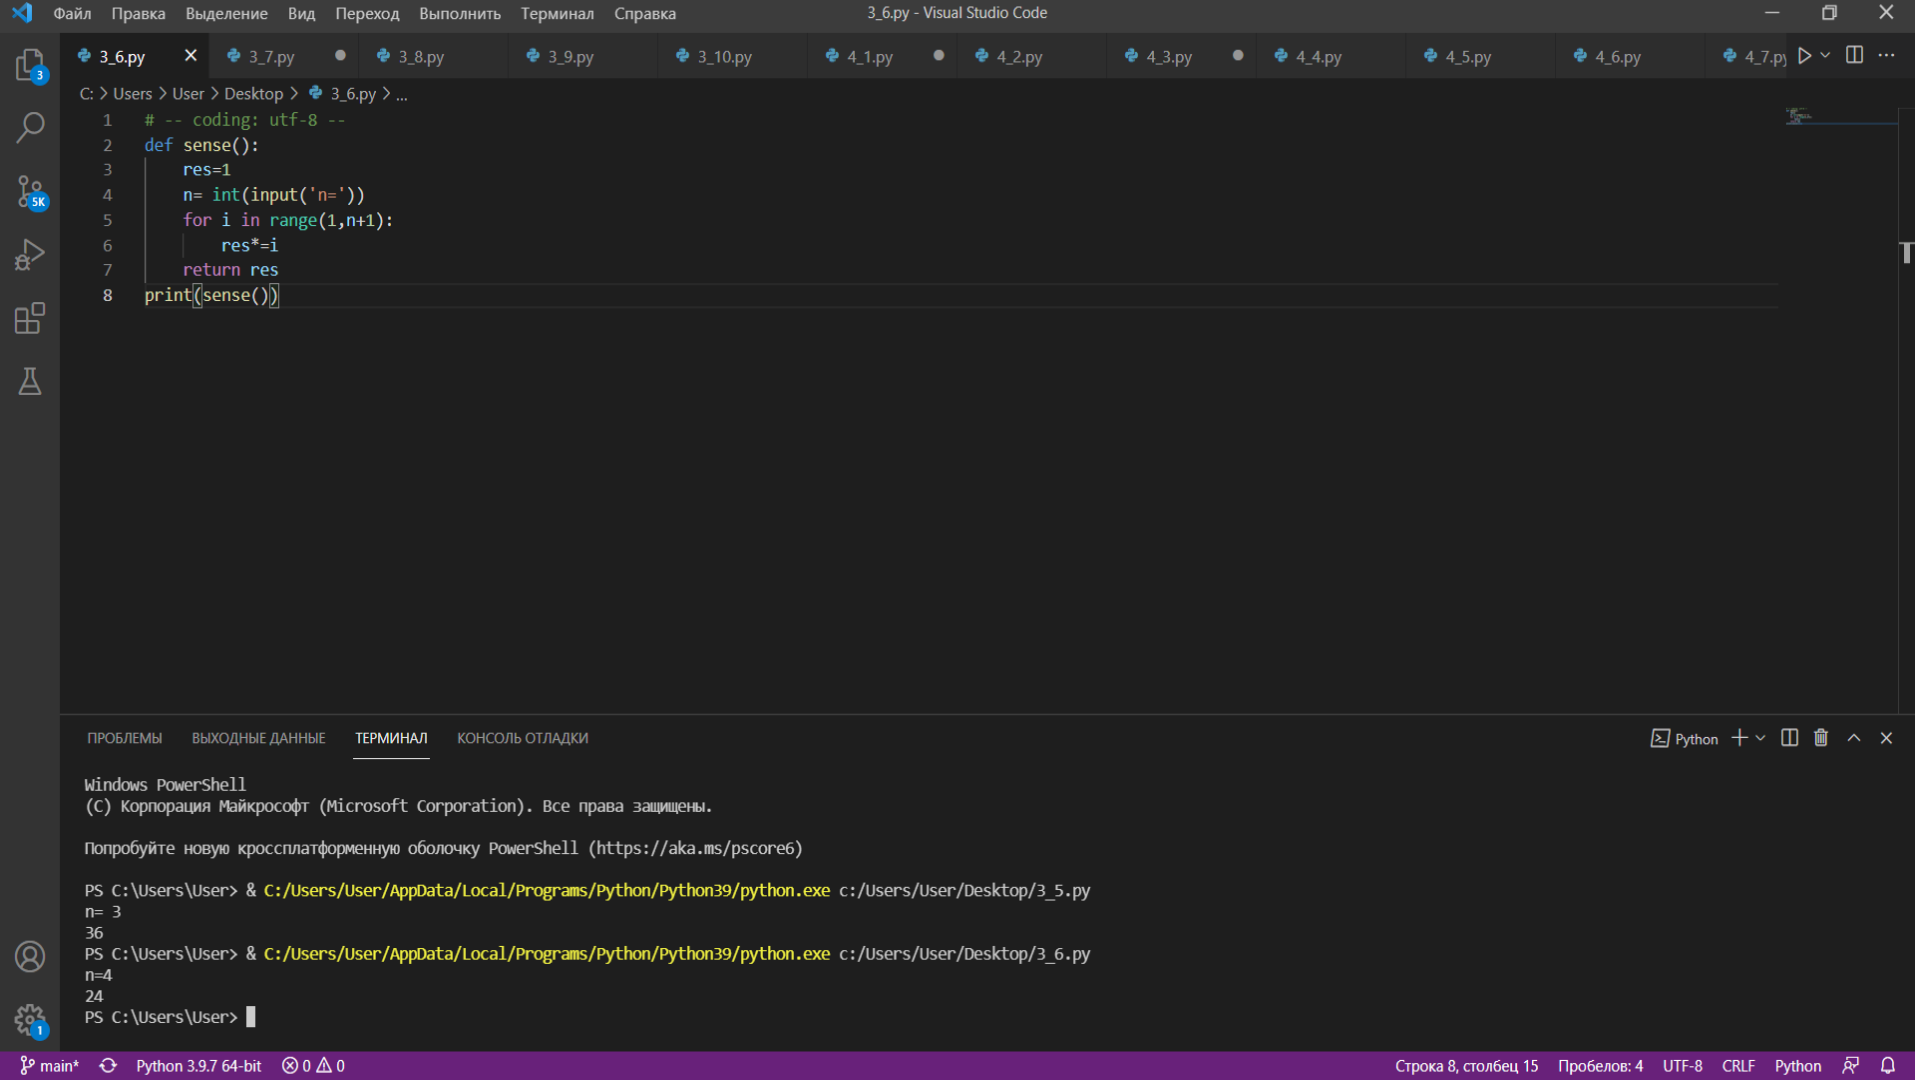 Файл Правка Выделение Вид Переход Выполнить Терминал Справка 3_6.py - Visual Studio Code
3_6.py 3_7.py 3_8.py 3_9.py 3_10.py 4_1.py 4_2.py 4_3.py 4_4.py 4_5.py 4_6.py 4_7.py
3
C: > Users > User > Desktop > 3_6.py > ...
1 # -- coding: utf-8 --
2 def sense():
3 res=1
4 n= int(input('n='))
5K
5 for i in range(1,n+1):
6 res*=i
7 return res
8 print(sense())
ПРОБЛЕМЫ ВЫХОДНЫЕ ДАННЫЕ ТЕРМИНАЛ КОНСОЛЬ ОТЛАДКИ Python
Windows PowerShell
(C) Корпорация Майкрософт (Microsoft Corporation). Все права защищены.
Попробуйте новую кроссплатформенную оболочку PowerShell (https://aka.ms/pscore6)
PS C:\Users\User> & C:/Users/User/AppData/Local/Programs/Python/Python39/python.exe c:/Users/User/Desktop/3_5.py
n= 3
36
PS C:\Users\User> & C:/Users/User/AppData/Local/Programs/Python/Python39/python.exe c:/Users/User/Desktop/3_6.py
n=4
24
PS C:\Users\User>
1
main* Python 3.9.7 64-bit 0 0 Строка 8, столбец 15 Пробелов: 4 UTF-8 CRLF Python